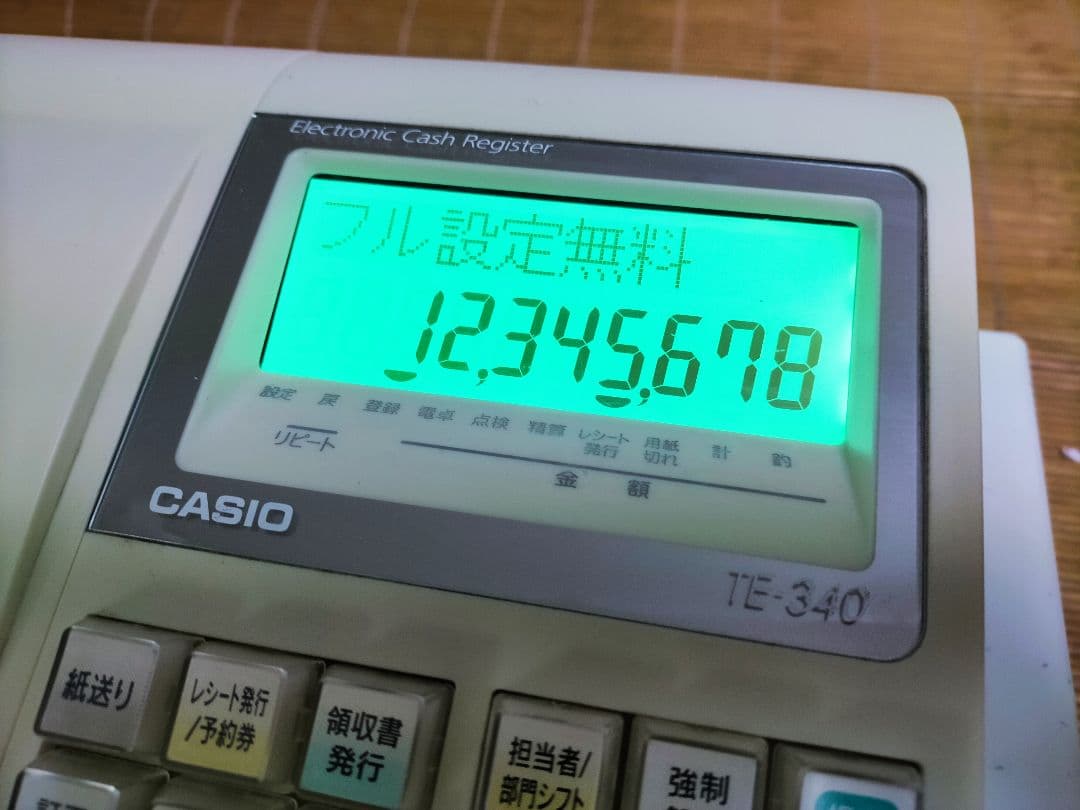 Electronic Cash Register
フル設定無料
12,345,678
設定 戻 登録 電卓 点検 精算 レシート発行 用紙切れ 計 釣
リピート
金 額
CASIO
TE-340
紙送り
レシート発行
/予約券
領収書
発行
担当者/
部門シフト
強制